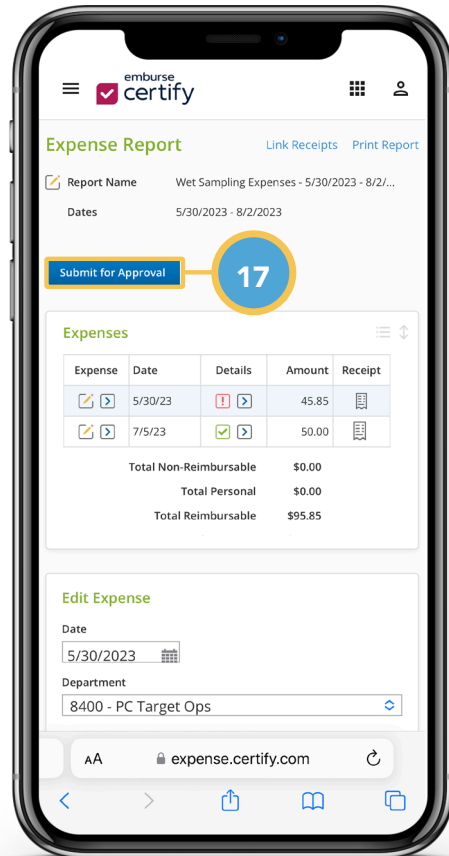 emburse
certify
Expense Report Link Receipts Print Report
Report Name Wet Sampling Expenses - 5/30/2023 - 8/2/...
Dates 5/30/2023 - 8/2/2023
Submit for Approval 17
Expenses
Expense Date Details Amount Receipt
5/30/23 ! 45.85
7/5/23 50.00
Total Non-Reimbursable $0.00
Total Personal $0.00
Total Reimbursable $95.85
Edit Expense
Date
5/30/2023
Department
8400 - PC Target Ops
AA expense.certify.com